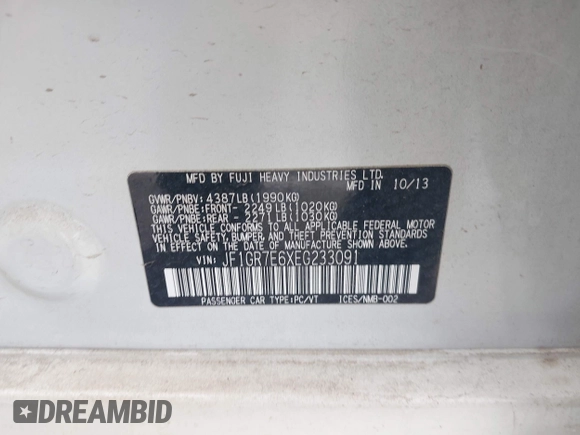 MFD BY FUJI HEAVY INDUSTRIES LTD.
MFD IN 10/13
GVWR/PNBV: 4387LB(1990KG)
GAWR/PNBE:FRONT- 2249LB(1020KG)
GAWR/PNBE:REAR - 2271LB(1030KG)
THIS VEHICLE CONFORMS TO ALL APPLICABLE FEDERAL MOTOR
VEHICLE SAFETY, BUMPER, AND THEFT PREVENTION STANDARDS
IN EFFECT ON THE DATE OF MANUFACTURE SHOWN ABOVE.
VIN: JF1GR7E6XEG233091
PASSENGER CAR TYPE:PC/VT ICES/NMB-002
DREAMBID